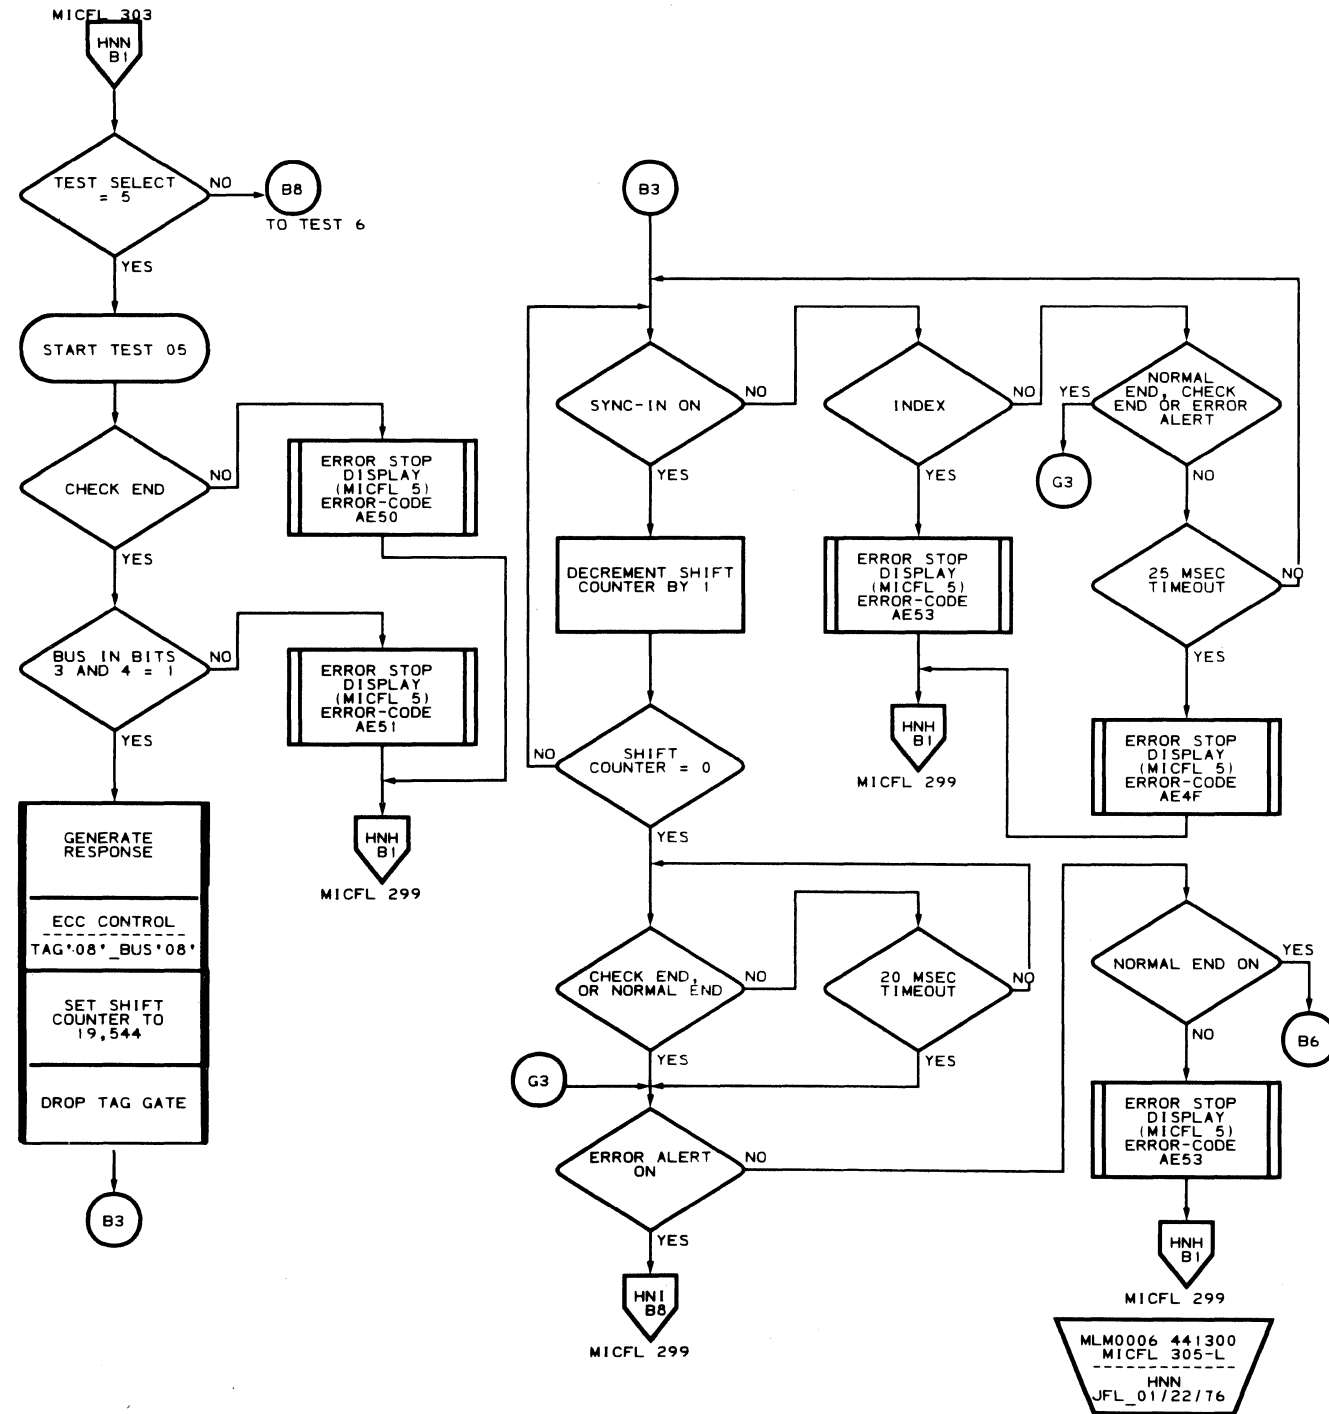 MICFL 303
HNN
B1
TEST SELECT
= 5
NO
B8
TO TEST 6
YES
START TEST 05
CHECK END
NO
ERROR STOP
DISPLAY
(MICFL 5)
ERROR-CODE
AE50
YES
BUS IN BITS
3 AND 4 = 1
NO
ERROR STOP
DISPLAY
(MICFL 5)
ERROR-CODE
AE51
YES
HNH
B1
MICFL 299
GENERATE
RESPONSE
ECC CONTROL
TAG'08'_BUS'08'
SET SHIFT
COUNTER TO
19,544
DROP TAG GATE
B3
B3
SYNC-IN ON
NO
INDEX
NO
NORMAL
END, CHECK
END OR ERROR
ALERT
YES
G3
NO
YES
YES
DECREMENT SHIFT
COUNTER BY 1
ERROR STOP
DISPLAY
(MICFL 5)
ERROR-CODE
AE53
25 MSEC
TIMEOUT
NO
YES
HNH
B1
MICFL 299
SHIFT
COUNTER = 0
NO
YES
ERROR STOP
DISPLAY
(MICFL 5)
ERROR-CODE
AE4F
CHECK END,
OR NORMAL END
NO
20 MSEC
TIMEOUT
NO
YES
YES
NORMAL END ON
YES
B6
NO
G3
ERROR ALERT
ON
NO
YES
ERROR STOP
DISPLAY
(MICFL 5)
ERROR-CODE
AE53
HNI
B8
MICFL 299
HNH
B1
MICFL 299
MLM0006 441300
MICFL 305-L
HNN
JFL_01/22/76